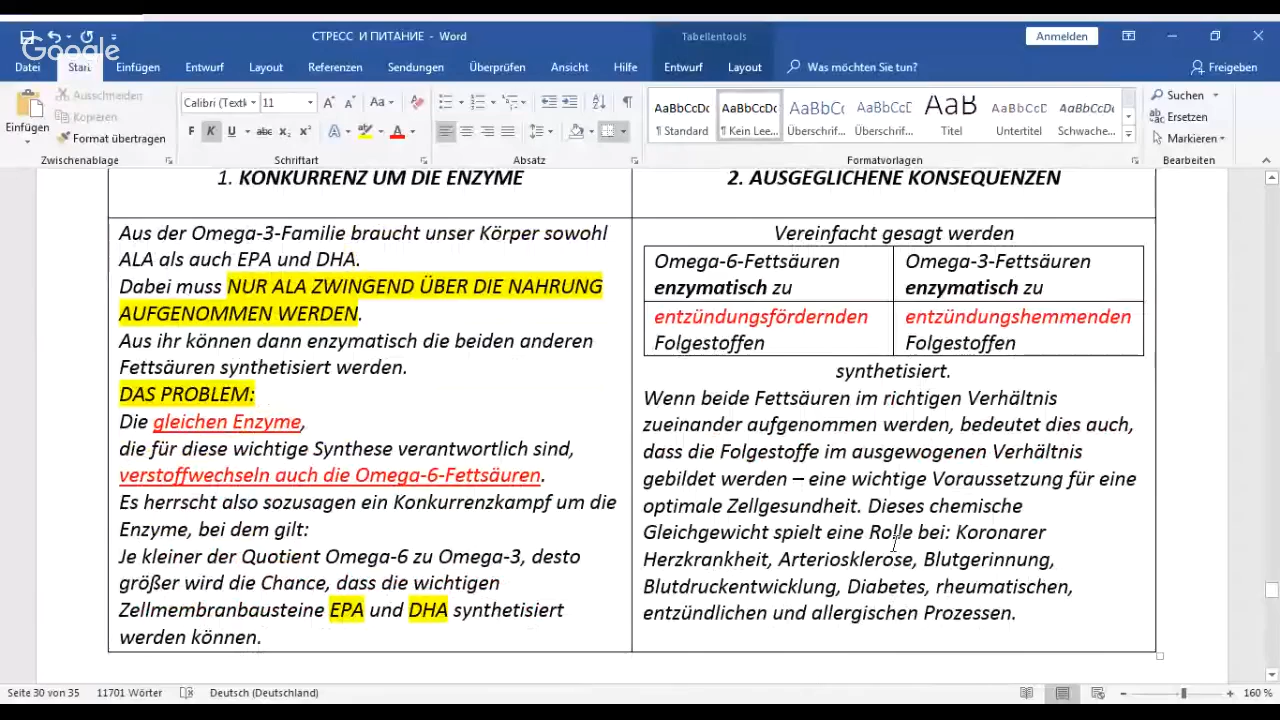 Google
СТРЕСС И ПИТАНИЕ - Word
Tabellentools
Anmelden
Datei
Start
Einfügen
Entwurf
Layout
Referenzen
Sendungen
Überprüfen
Ansicht
Hilfe
Entwurf
Layout
Was möchten Sie tun?
Freigeben
Einfügen
Ausschneiden
Kopieren
Format übertragen
Zwischenablage
Calibri (Textk
11
F K U abc x₂ x²
Aa
Schriftart
Absatz
AaBbCcDc
¶ Standard
AaBbCcDc
¶ Kein Lee...
AaBbCc
Überschrif...
AaBbCcD
Überschrif...
AaB
Titel
AaBbCcD
Untertitel
AaBbCcDc
Schwache...
Formatvorlagen
Suchen
Ersetzen
Markieren
Bearbeiten
1. KONKURRENZ UM DIE ENZYME
Aus der Omega-3-Familie braucht unser Körper sowohl
ALA als auch EPA und DHA.
Dabei muss NUR ALA ZWINGEND ÜBER DIE NAHRUNG
AUFGENOMMEN WERDEN.
Aus ihr können dann enzymatisch die beiden anderen
Fettsäuren synthetisiert werden.
DAS PROBLEM:
Die gleichen Enzyme,
die für diese wichtige Synthese verantwortlich sind,
verstoffwechseln auch die Omega-6-Fettsäuren.
Es herrscht also sozusagen ein Konkurrenzkampf um die
Enzyme, bei dem gilt:
Je kleiner der Quotient Omega-6 zu Omega-3, desto
größer wird die Chance, dass die wichtigen
Zellmembranbausteine EPA und DHA synthetisiert
werden können.
2. AUSGEGLICHENE KONSEQUENZEN
Vereinfacht gesagt werden
Omega-6-Fettsäuren
enzymatisch zu
Omega-3-Fettsäuren
enzymatisch zu
entzündungsfördernden
Folgestoffen
entzündungshemmenden
Folgestoffen
synthetisiert.
Wenn beide Fettsäuren im richtigen Verhältnis
zueinander aufgenommen werden, bedeutet dies auch,
dass die Folgestoffe im ausgewogenen Verhältnis
gebildet werden – eine wichtige Voraussetzung für eine
optimale Zellgesundheit. Dieses chemische
Gleichgewicht spielt eine Rolle bei: Koronarer
Herzkrankheit, Arteriosklerose, Blutgerinnung,
Blutdruckentwicklung, Diabetes, rheumatischen,
entzündlichen und allergischen Prozessen.
Seite 30 von 35
11701 Wörter
Deutsch (Deutschland)
160 %